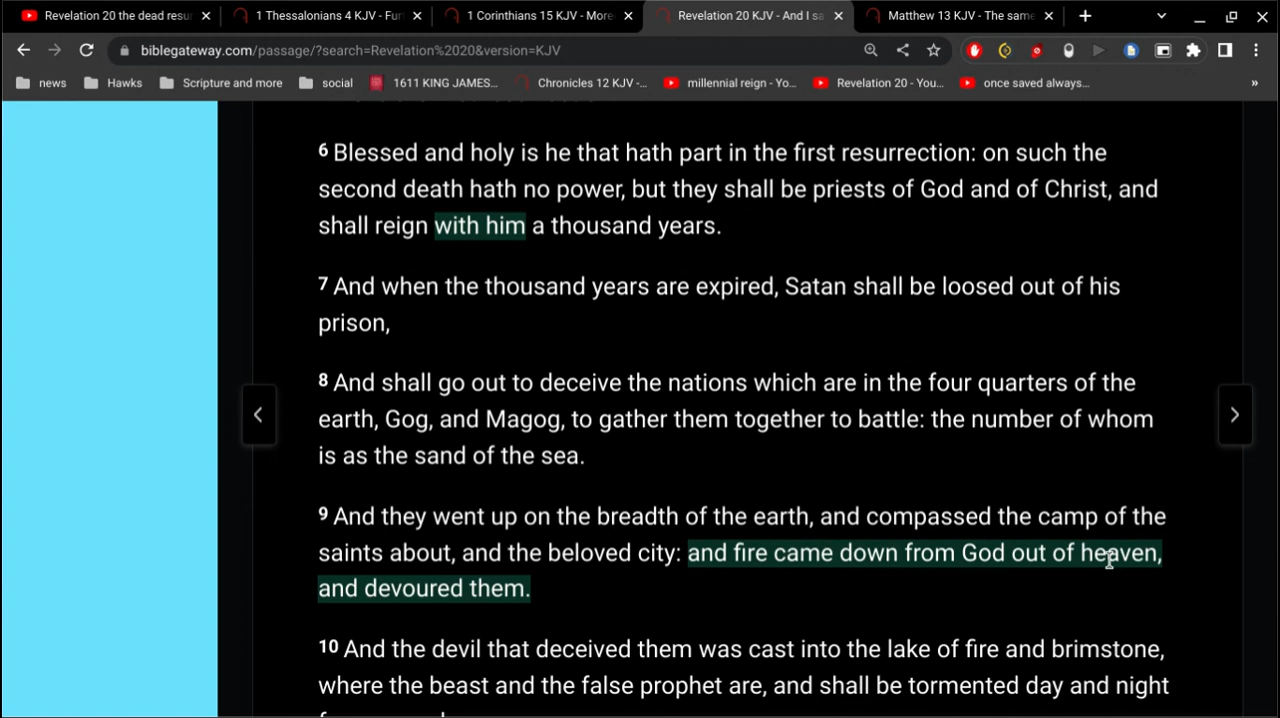 Revelation 20 the dead resu
1 Thessalonians 4 KJV - Fur
1 Corinthians 15 KJV - More
Revelation 20 KJV - And I sa
Matthew 13 KJV - The same
biblegateway.com/passage/?search=Revelation%2020&version=KJV
news
Hawks
Scripture and more
social
1611 KING JAMES...
Chronicles 12 KJV -...
millennial reign - Yo...
Revelation 20 - You...
once saved always...
»
6 Blessed and holy is he that hath part in the first resurrection: on such the
second death hath no power, but they shall be priests of God and of Christ, and
shall reign with him a thousand years.
7 And when the thousand years are expired, Satan shall be loosed out of his
prison,
8 And shall go out to deceive the nations which are in the four quarters of the
earth, Gog, and Magog, to gather them together to battle: the number of whom
is as the sand of the sea.
9 And they went up on the breadth of the earth, and compassed the camp of the
saints about, and the beloved city: and fire came down from God out of heaven,
and devoured them.
10 And the devil that deceived them was cast into the lake of fire and brimstone,
where the beast and the false prophet are, and shall be tormented day and night